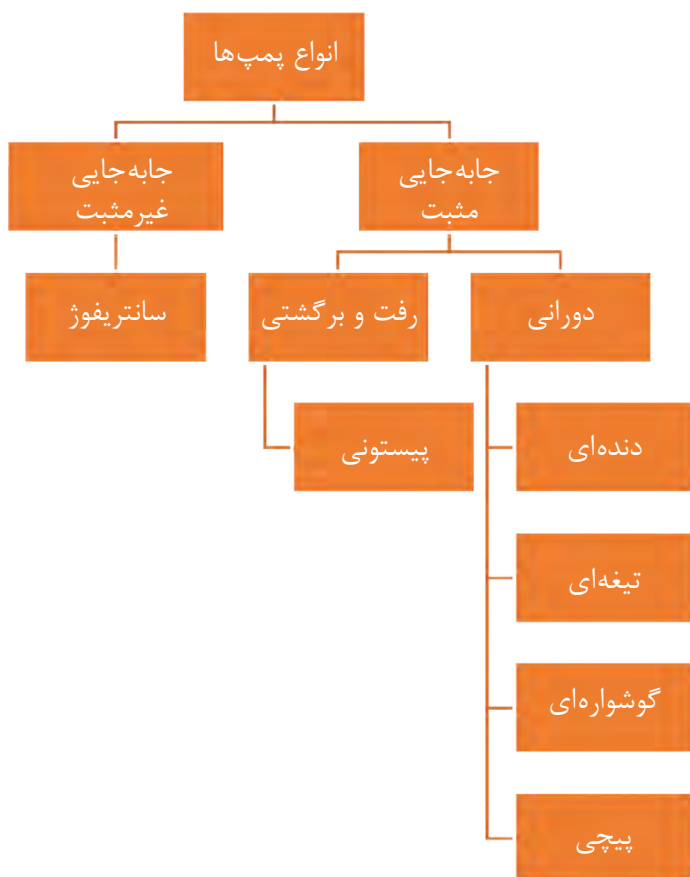 انواع پمپ‌ها
جابه‌جایی
مثبت
جابه‌جایی
غیرمثبت
دورانی
رفت و برگشتی
سانتریفوژ
دنده‌ای
پیستونی
تیغه‌ای
گوشواره‌ای
پیچی